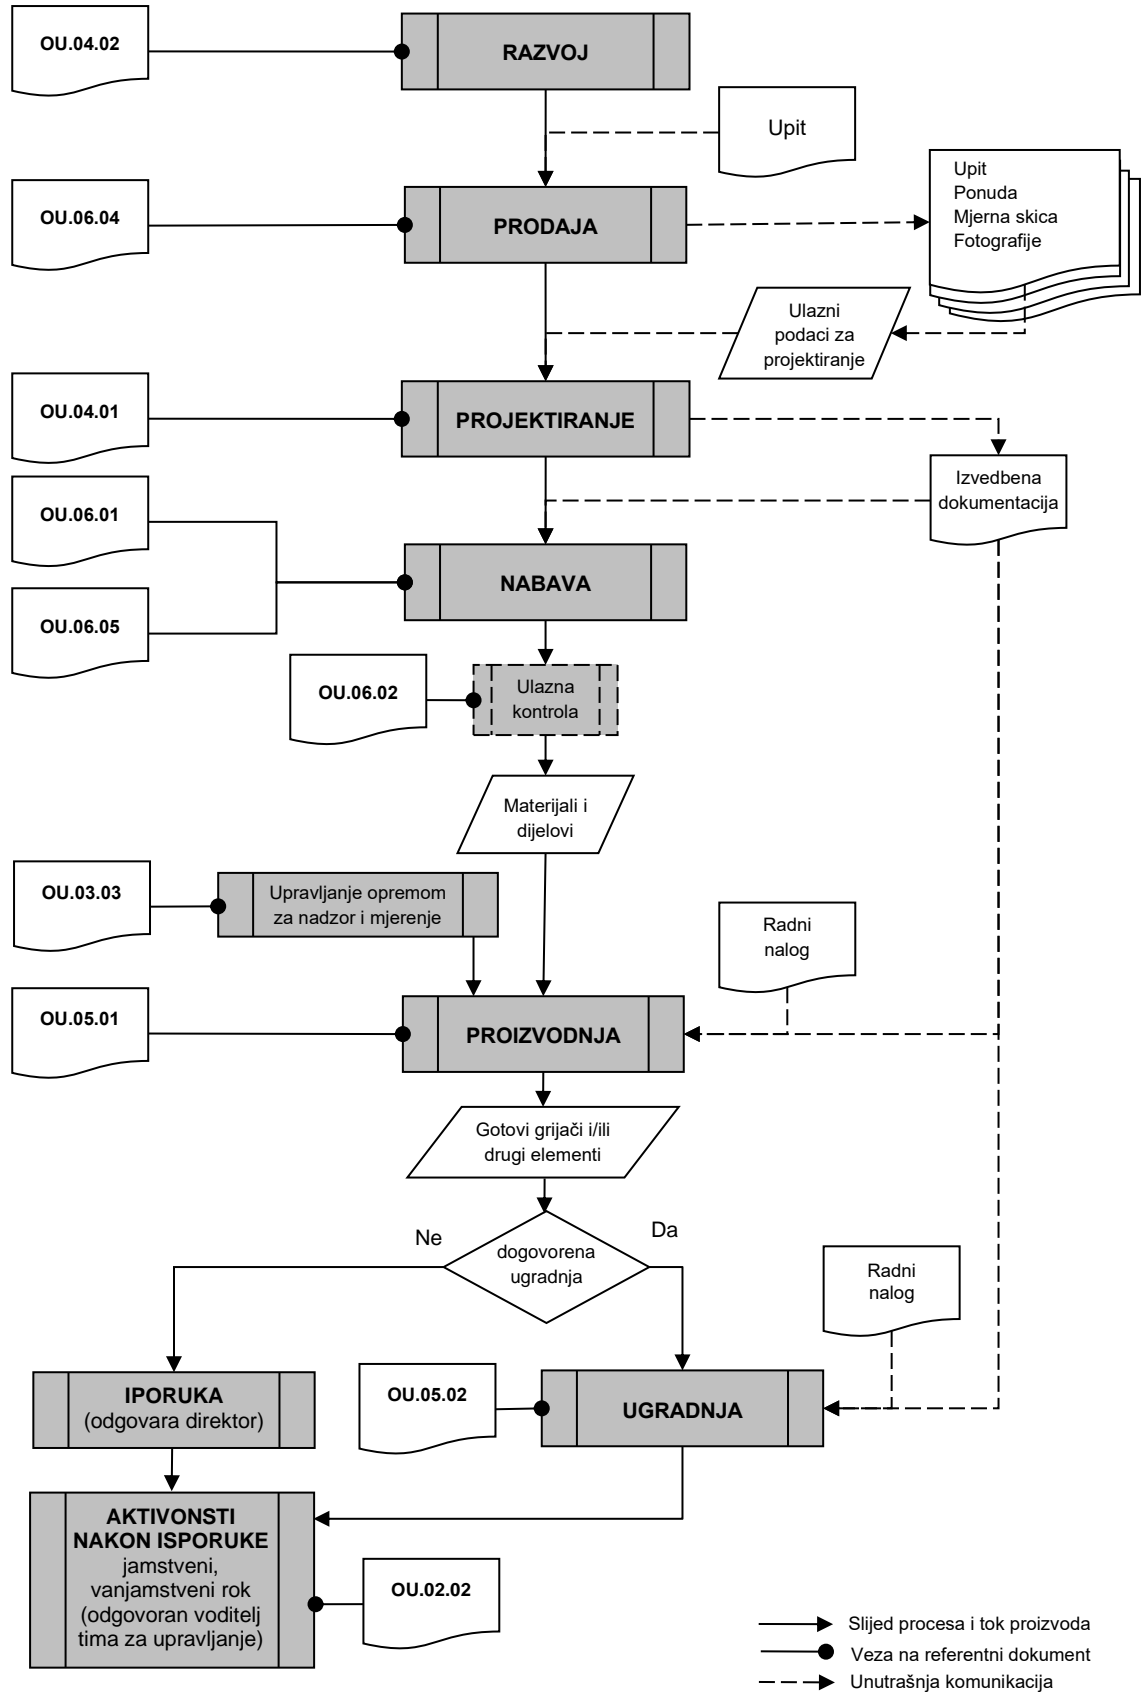 OU.04.02
RAZVOJ
Upit
OU.06.04
PRODAJA
Upit
Ponuda
Mjerna skica
Fotografije
Ulazni
podaci za
projektiranje
OU.04.01
PROJEKTIRANJE
Izvedbena
dokumentacija
OU.06.01
NABAVA
OU.06.05
OU.06.02
Ulazna
kontrola
Materijali i
dijelovi
OU.03.03
Upravljanje opremom
za nadzor i mjerenje
Radni
nalog
OU.05.01
PROIZVODNJA
Gotovi grijači i/ili
drugi elementi
Ne
Da
dogovorena
ugradnja
Radni
nalog
IPORUKA
(odgovara direktor)
OU.05.02
UGRADNJA
AKTIVONSTI
NAKON ISPORUKE
jamstveni,
vanjamstveni rok
(odgovoran voditelj
tima za upravljanje)
OU.02.02
Slijed procesa i tok proizvoda
Veza na referentni dokument
Unutrašnja komunikacija